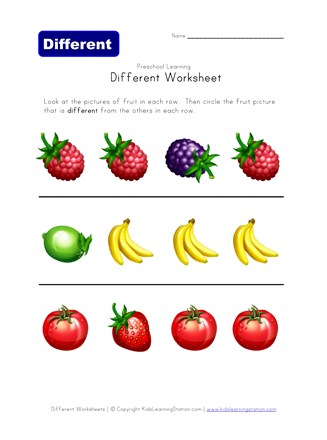 Different
Name
Preschool Learning
Different Worksheet
Look at the pictures of fruit in each row. Then circle the fruit picture
that is different from the others in each row.
Different Worksheets | © Copyright KidsLearningStation.com | www.kidslearningstation.com